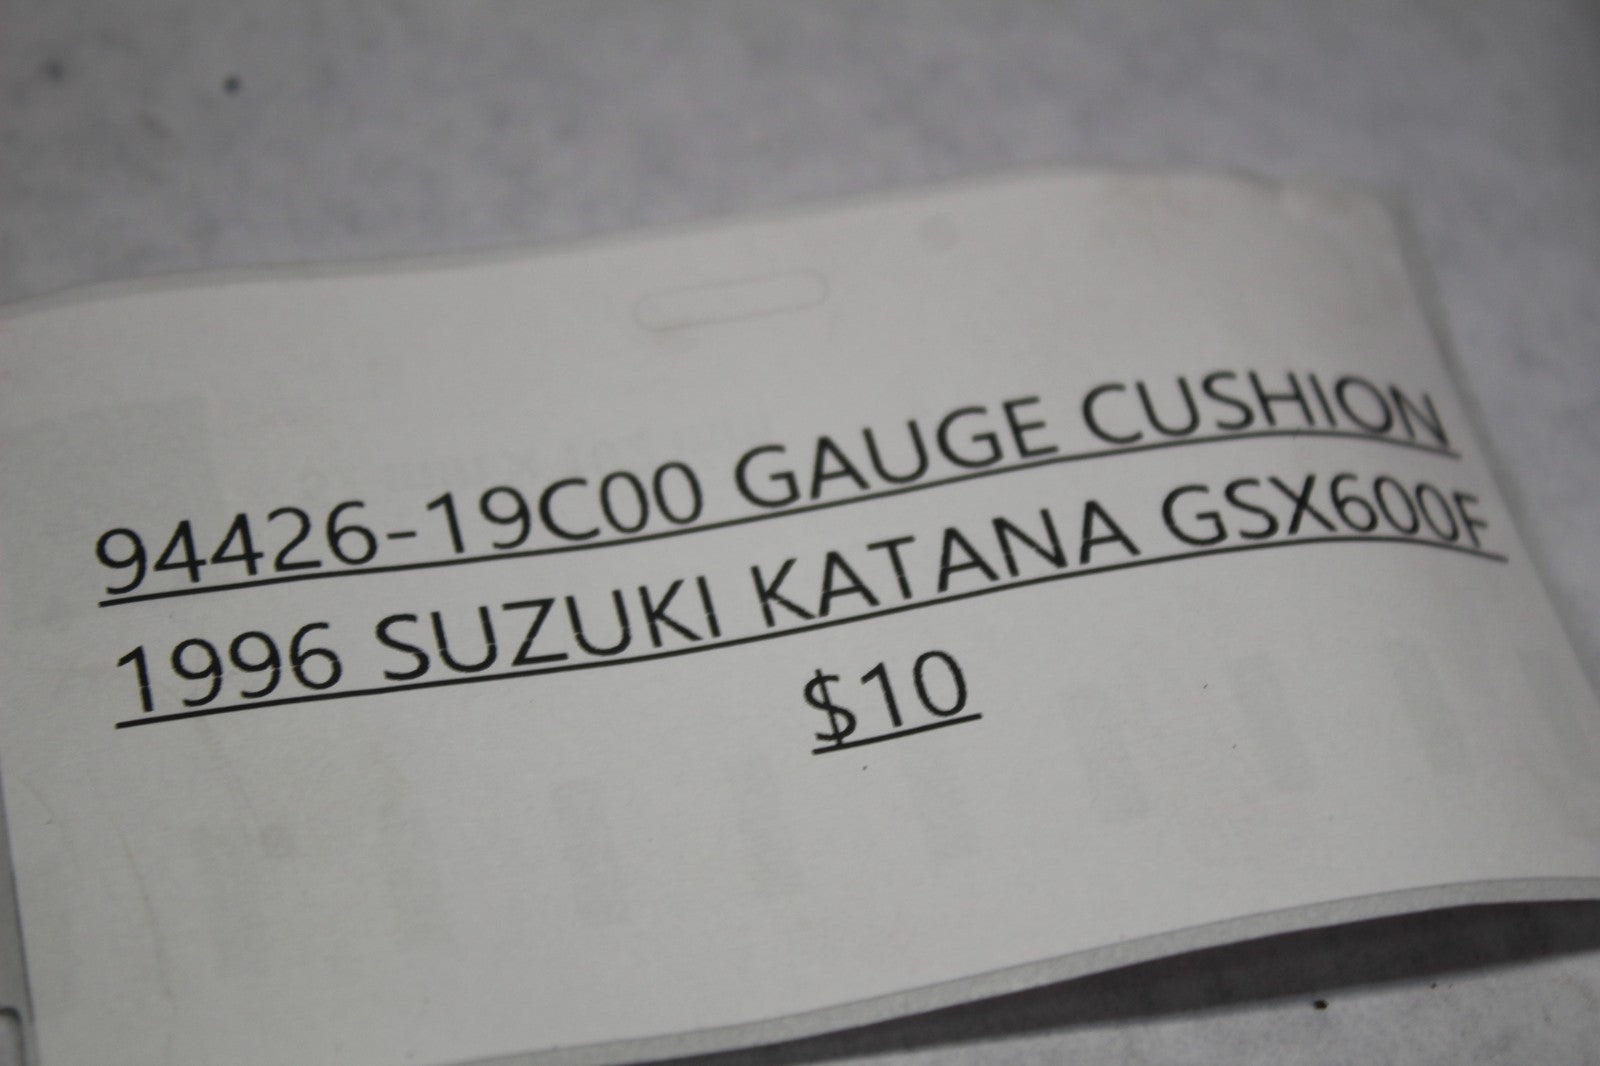 94426-19C00 GAUGE CUSHION
1996 SUZUKI KATANA GSX600F
$10